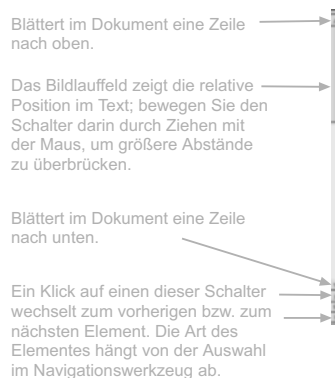 Blättert im Dokument eine Zeile
nach oben.
Das Bildlauffeld zeigt die relative
Position im Text; bewegen Sie den
Schalter darin durch Ziehen mit
der Maus, um größere Abstände
zu überbrücken.
Blättert im Dokument eine Zeile
nach unten.
Ein Klick auf einen dieser Schalter
wechselt zum vorherigen bzw. zum
nächsten Element. Die Art des
Elementes hängt von der Auswahl
im Navigationswerkzeug ab.